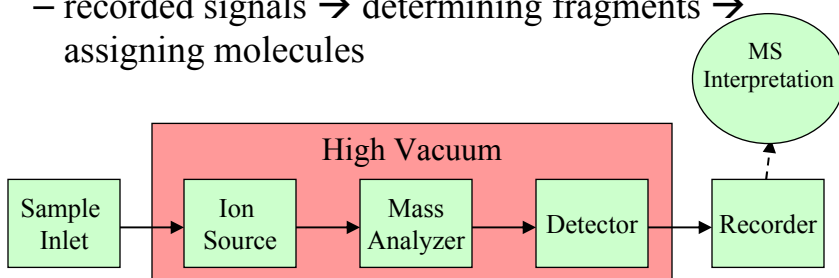 – recorded signals → determining fragments →
assigning molecules
MS
Interpretation
High Vacuum
Sample
Inlet
Ion
Source
Mass
Analyzer
Detector
Recorder